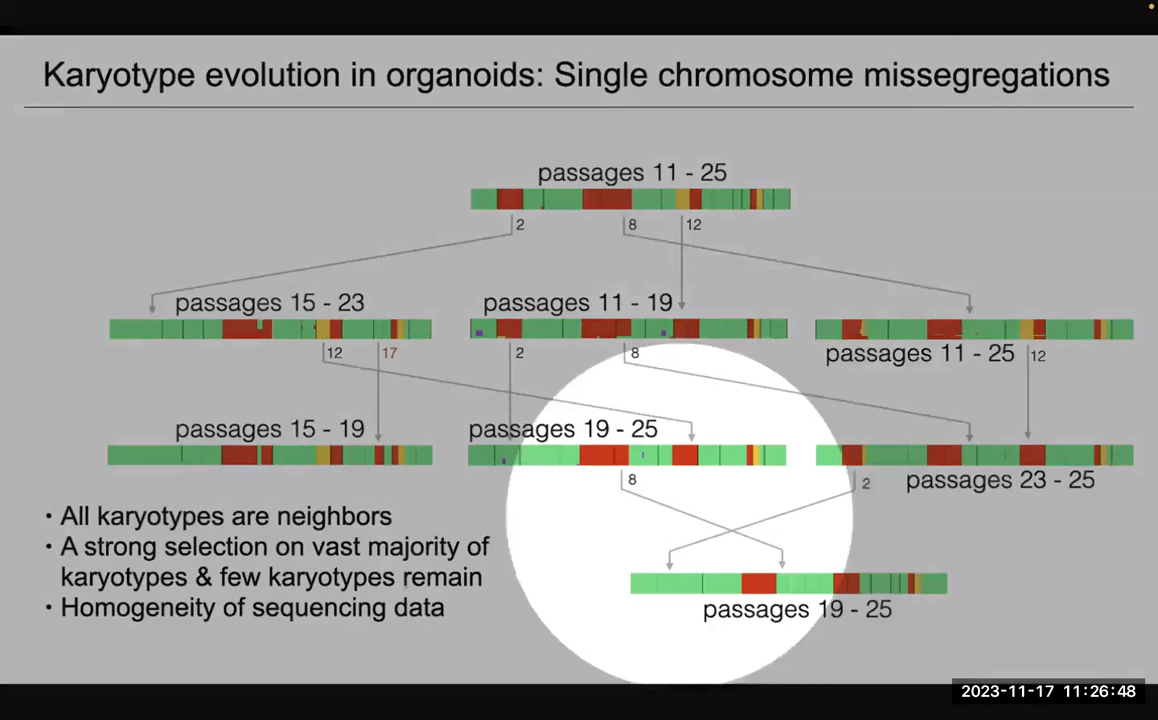 Karyotype evolution in organoids: Single chromosome missegregations
passages 11 - 25
2
8
12
passages 15 - 23
passages 11 - 19
passages 11 - 25
12
12
17
2
8
passages 15 - 19
passages 19 - 25
passages 23 - 25
8
2
· All karyotypes are neighbors
· A strong selection on vast majority of
karyotypes & few karyotypes remain
· Homogeneity of sequencing data
passages 19 - 25
2023-11-17 11:26:48